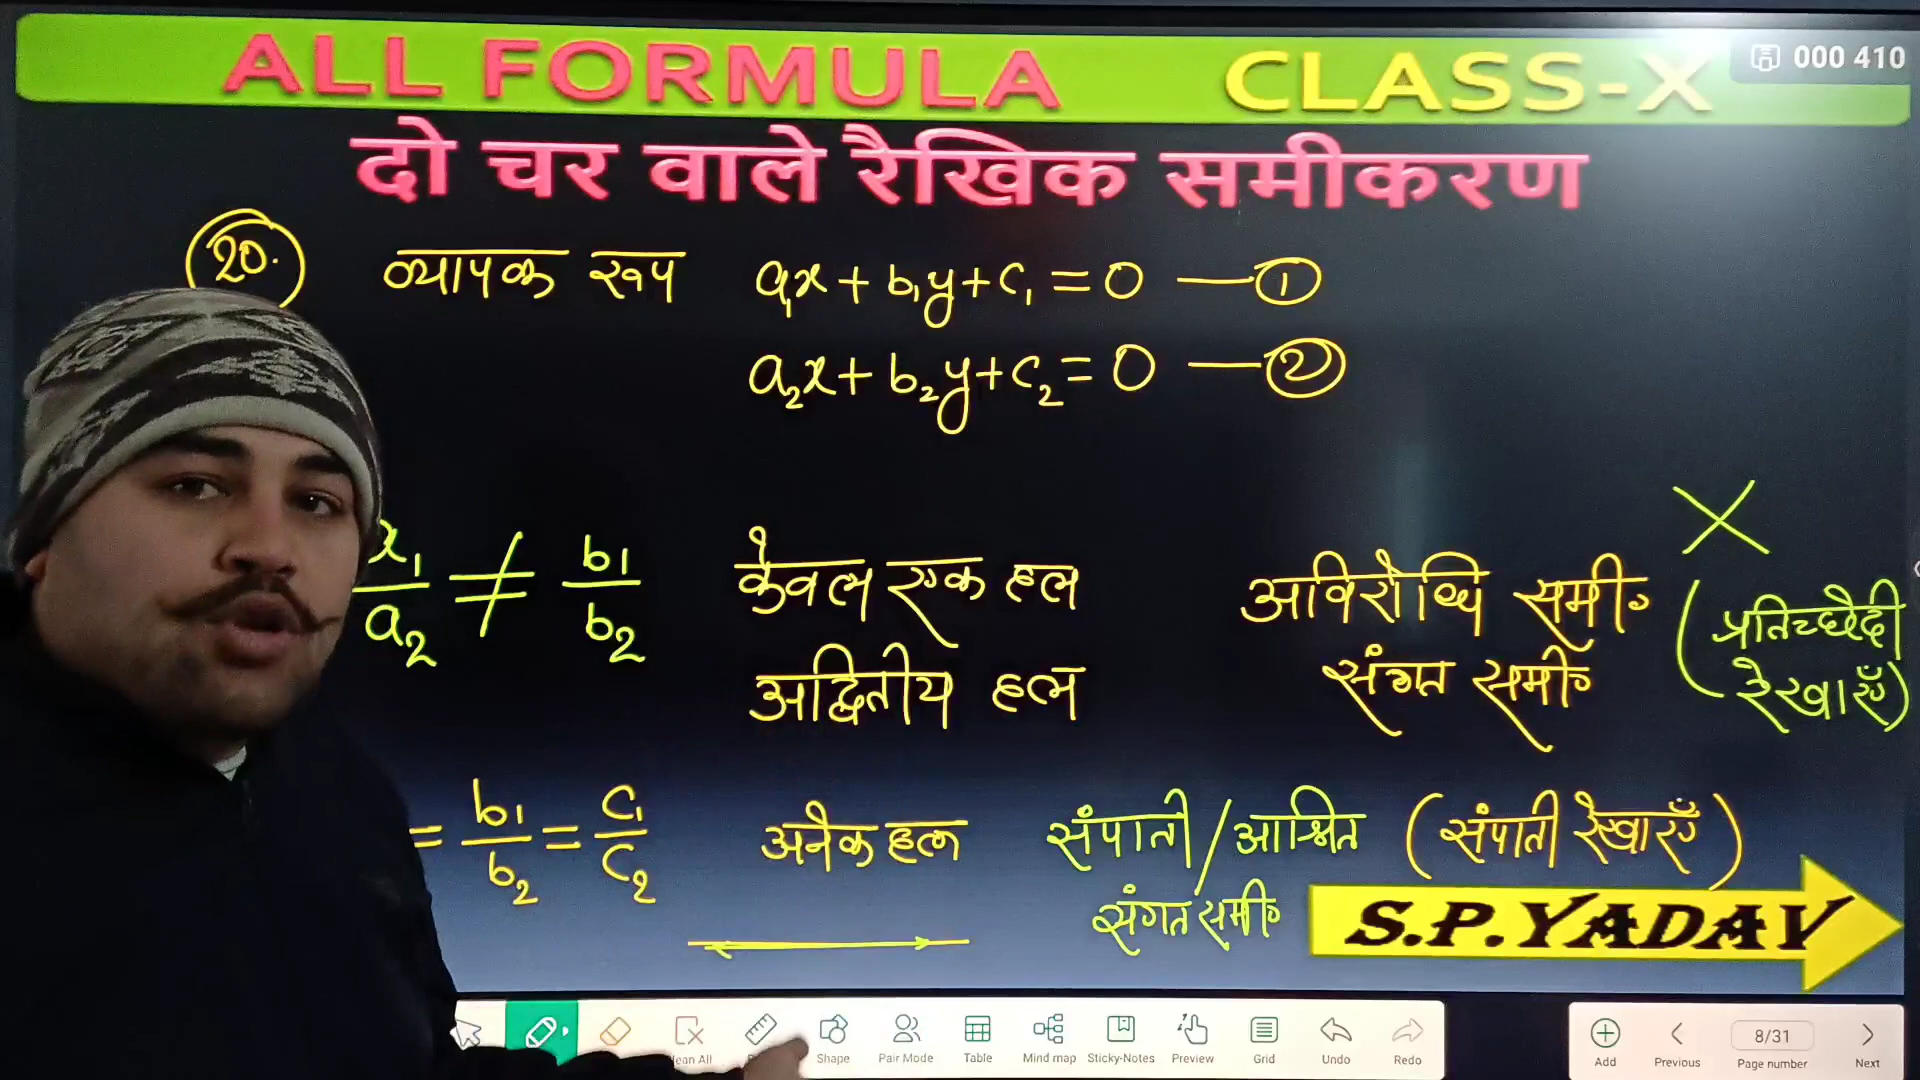 ALL FORMULA CLASS-X
000 410
दो चर वाले रैखिक समीकरण
20. व्यापक रूप a₁x + b₁y + c₁ = 0 — ①
a₂x + b₂y + c₂ = 0 — ②
a₁/a₂ ≠ b₁/b₂ केवल एक हल अविरोधि समी॰ (प्रतिच्छेदी रेखाएँ)
अद्वितीय हल संगत समी॰
= b₁/b₂ = c₁/c₂ अनेक हल संपाती/आश्रित (संपाती रेखाएँ)
संगत समी॰
S.P.YADAV
Shape Pair Mode Table Mind map Sticky-Notes Preview Grid Undo Redo
8/31
Add Previous Page number Next